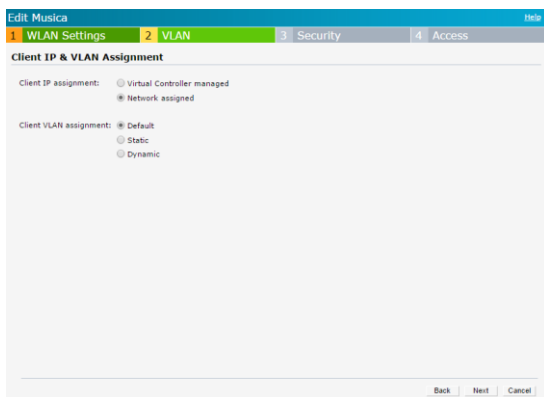 Edit Musica
Help
1 WLAN Settings 2 VLAN 3 Security 4 Access
Client IP & VLAN Assignment
Client IP assignment: Virtual Controller managed
Network assigned
Client VLAN assignment: Default
Static
Dynamic
Back Next Cancel